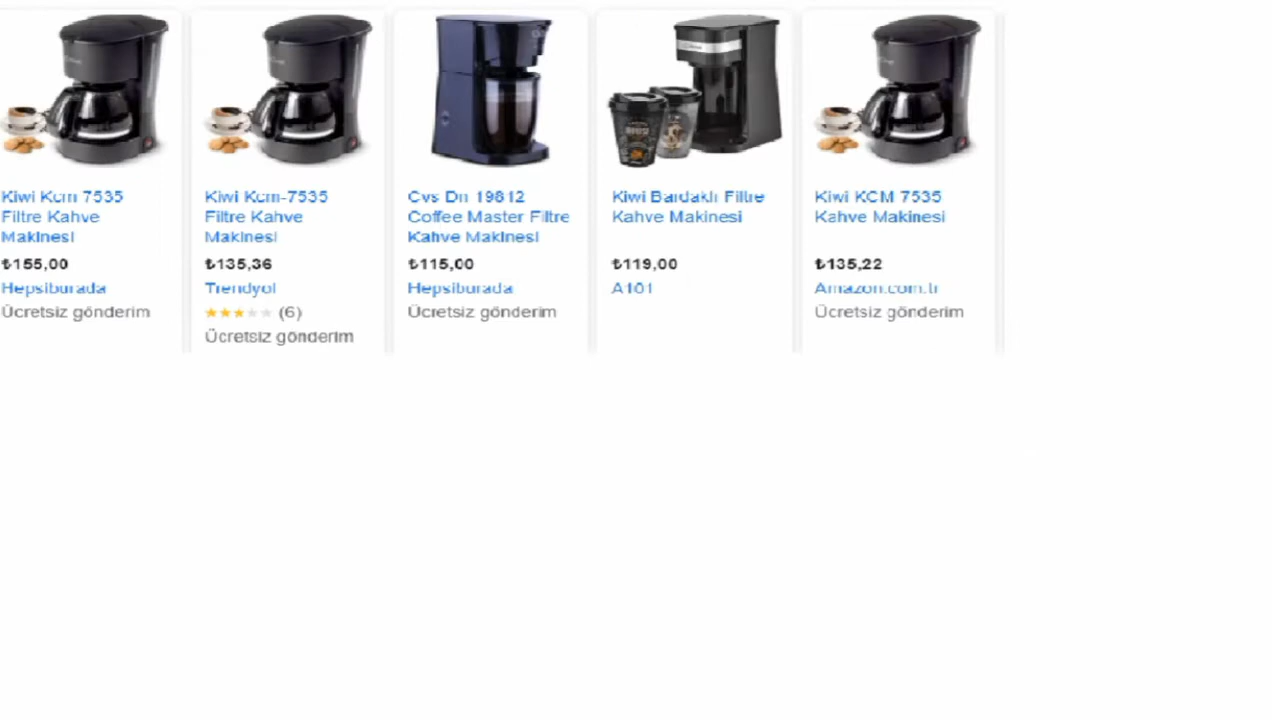 Kiwi Kcm 7535
Filtre Kahve
Makinesi
₺155,00
Hepsiburada
Ücretsiz gönderim
Kiwi Kcm-7535
Filtre Kahve
Makinesi
₺135,36
Trendyol
(6)
Ücretsiz gönderim
Cvs Dn 19812
Coffee Master Filtre
Kahve Makinesi
₺115,00
Hepsiburada
Ücretsiz gönderim
Kiwi Bardaklı Filtre
Kahve Makinesi
₺119,00
A101
Kiwi KCM 7535
Kahve Makinesi
₺135,22
Amazon.com.tr
Ücretsiz gönderim